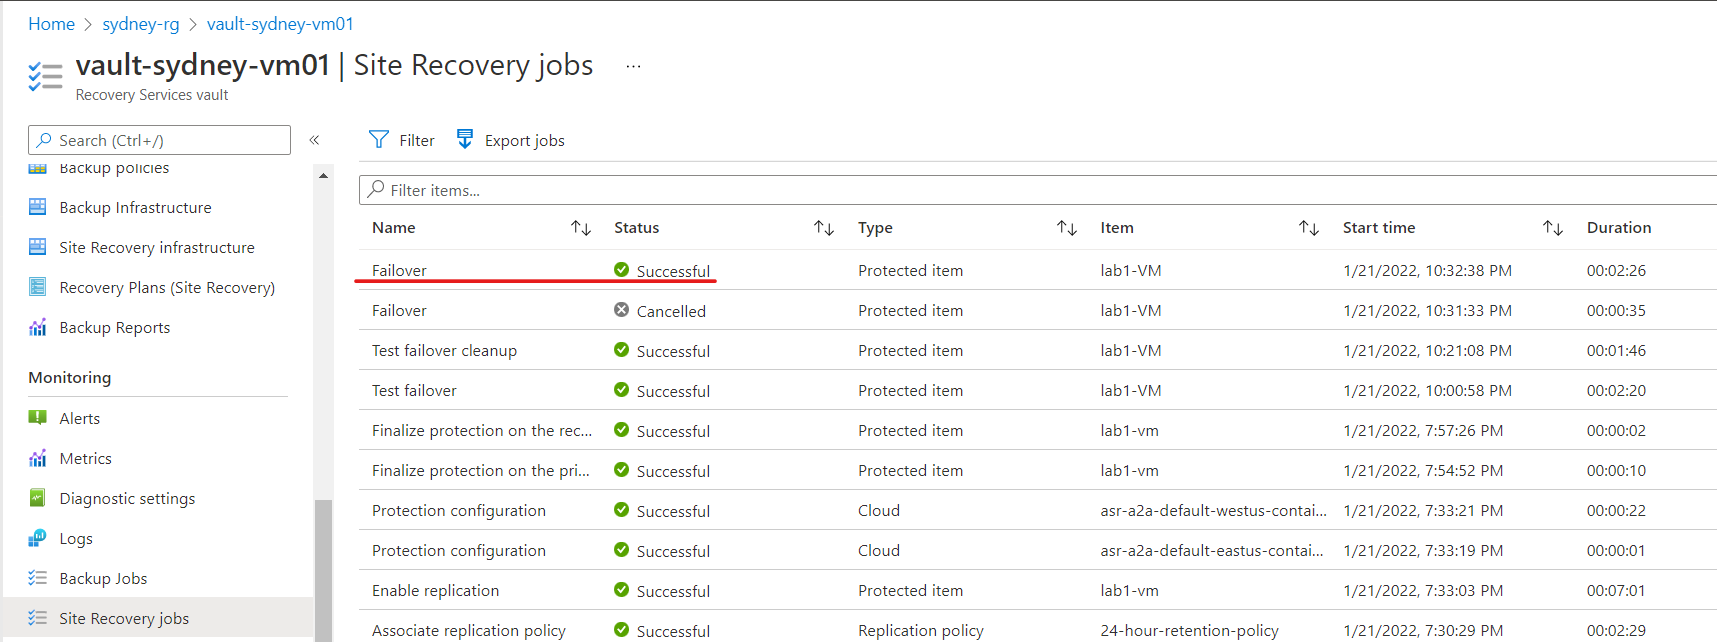 Home > sydney-rg > vault-sydney-vm01
vault-sydney-vm01 | Site Recovery jobs ...
Recovery Services vault
Search (Ctrl+/) «
Backup policies
Backup Infrastructure
Site Recovery infrastructure
Recovery Plans (Site Recovery)
Backup Reports
Monitoring
Alerts
Metrics
Diagnostic settings
Logs
Backup Jobs
Site Recovery jobs
Filter Export jobs
Filter items...
Name Status Type Item Start time Duration
Failover Successful Protected item lab1-VM 1/21/2022, 10:32:38 PM 00:02:26
Failover Cancelled Protected item lab1-VM 1/21/2022, 10:31:33 PM 00:00:35
Test failover cleanup Successful Protected item lab1-VM 1/21/2022, 10:21:08 PM 00:01:46
Test failover Successful Protected item lab1-VM 1/21/2022, 10:00:58 PM 00:02:20
Finalize protection on the rec... Successful Protected item lab1-vm 1/21/2022, 7:57:26 PM 00:00:02
Finalize protection on the pri... Successful Protected item lab1-vm 1/21/2022, 7:54:52 PM 00:00:10
Protection configuration Successful Cloud asr-a2a-default-westus-contai... 1/21/2022, 7:33:21 PM 00:00:22
Protection configuration Successful Cloud asr-a2a-default-eastus-contai... 1/21/2022, 7:33:19 PM 00:00:01
Enable replication Successful Protected item lab1-vm 1/21/2022, 7:33:03 PM 00:07:01
Associate replication policy Successful Replication policy 24-hour-retention-policy 1/21/2022, 7:30:29 PM 00:02:29